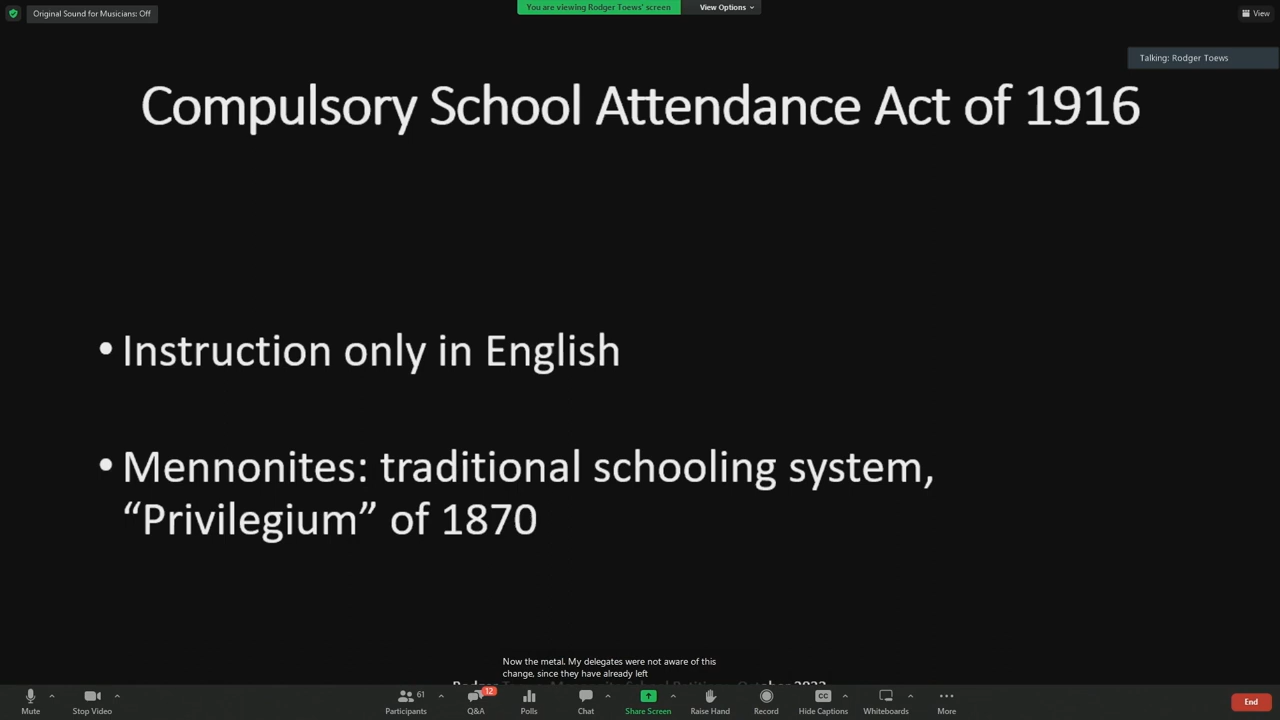 Original Sound for Musicians: Off
You are viewing Rodger Toews' screen
View Options
View
Talking: Rodger Toews
Compulsory School Attendance Act of 1916
• Instruction only in English
• Mennonites: traditional schooling system,
“Privilegium” of 1870
Now the metal. My delegates were not aware of this
change, since they have already left
Mute
Stop Video
Participants
61
Q&A
12
Polls
Chat
Share Screen
Raise Hand
Record
CC
Hide Captions
Whiteboards
More
End